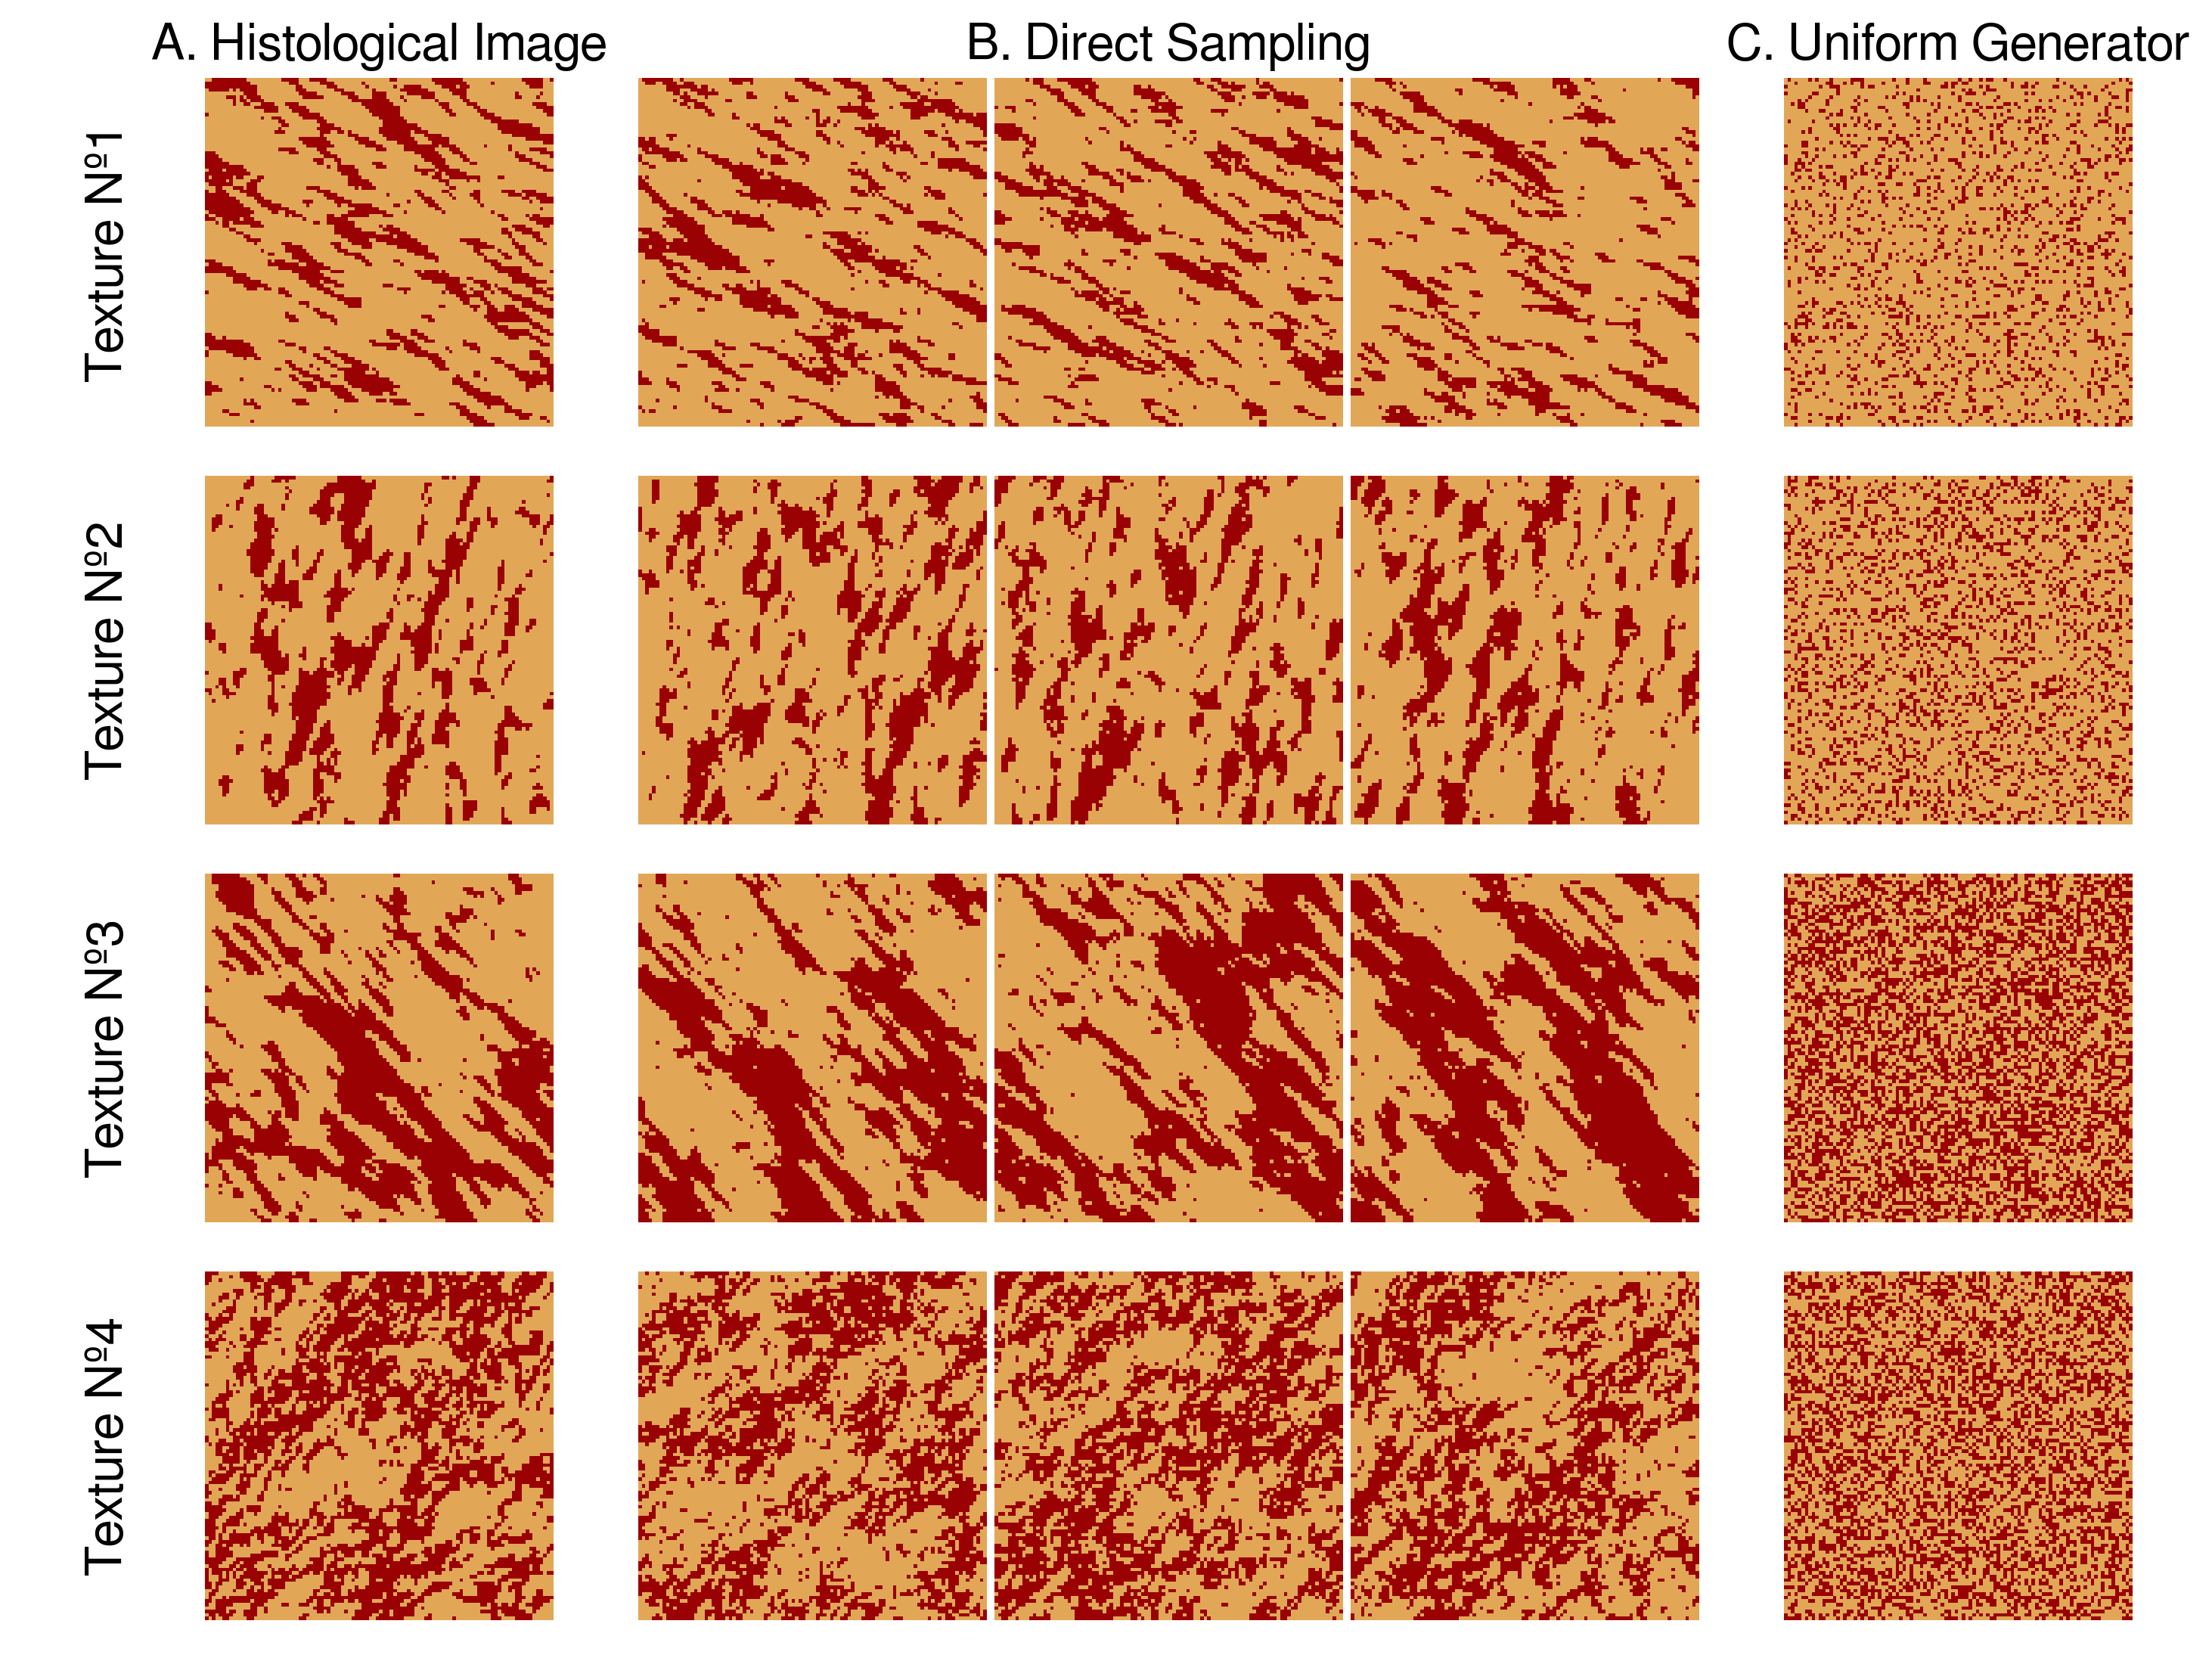 A. Histological Image
B. Direct Sampling
C. Uniform Generator
Texture Nº1
Texture Nº2
Texture Nº3
Texture Nº4